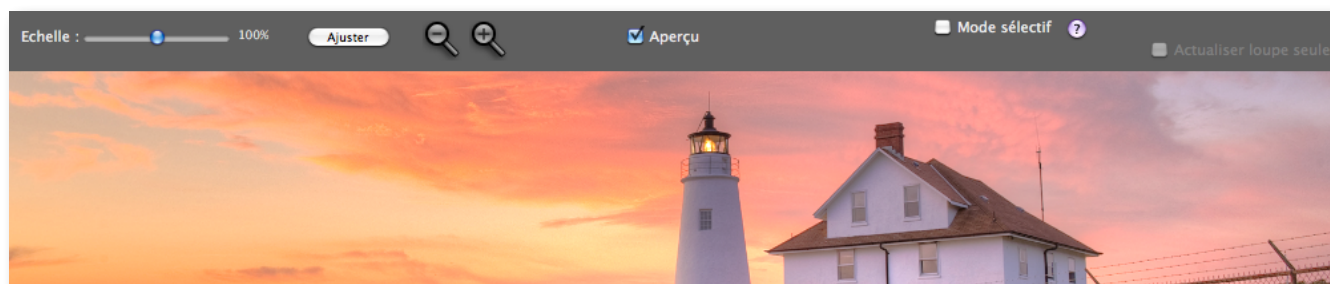 Echelle : 100% Ajuster Aperçu Mode sélectif ?
Actualiser loupe seule